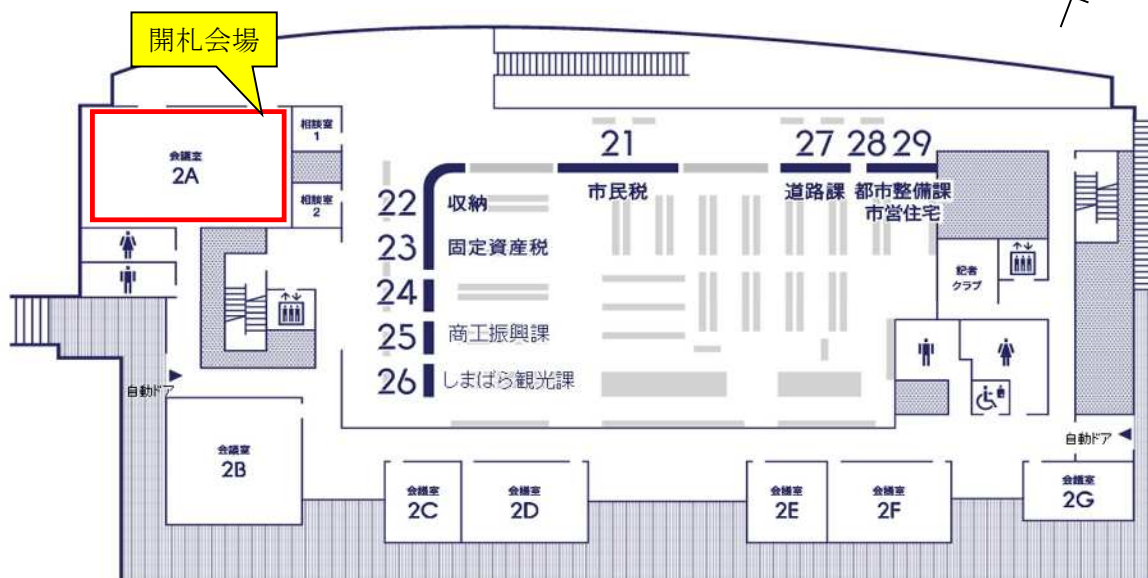 開札会場
会議室
2A
相談室
1
相談室
2
21
市民税
27
道路課
28
29
都市整備課
市営住宅
22
収納
23
固定資産税
24
25
商工振興課
26
しまばら観光課
記者
クラブ
自動ドア
自動ドア
会議室
2B
会議室
2C
会議室
2D
会議室
2E
会議室
2F
会議室
2G